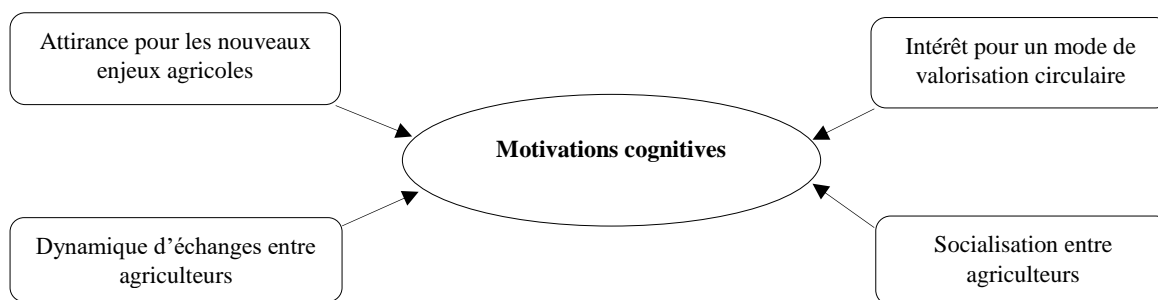 Attirance pour les nouveaux
enjeux agricoles
Intérêt pour un mode de
valorisation circulaire
Motivations cognitives
Dynamique d’échanges entre
agriculteurs
Socialisation entre
agriculteurs